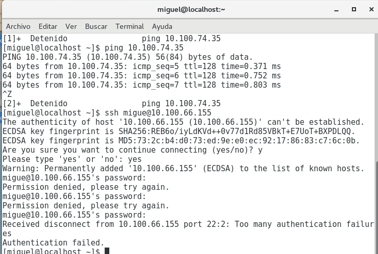 miguel@localhost:~
Archivo Editar Ver Buscar Terminal Ayuda
[1]+ Detenido ping 10.100.74.35
[miguel@localhost ~]$ ping 10.100.74.35
PING 10.100.74.35 (10.100.74.35) 56(84) bytes of data.
64 bytes from 10.100.74.35: icmp_seq=5 ttl=128 time=0.371 ms
64 bytes from 10.100.74.35: icmp_seq=6 ttl=128 time=0.752 ms
64 bytes from 10.100.74.35: icmp_seq=7 ttl=128 time=0.803 ms
^Z
[2]+ Detenido ping 10.100.74.35
[miguel@localhost ~]$ ssh migue@10.100.66.155
The authenticity of host '10.100.66.155 (10.100.66.155)' can't be established.
ECDSA key fingerprint is SHA256:REB6o/iyLdKVd++0v77d1Rd85VBkT+E7UoT+BXPDLQQ.
ECDSA key fingerprint is MD5:73:2c:b4:d0:73:ed:9e:e0:ec:92:17:86:83:c7:6c:0b.
Are you sure you want to continue connecting (yes/no)? y
Please type 'yes' or 'no': yes
Warning: Permanently added '10.100.66.155' (ECDSA) to the list of known hosts.
migue@10.100.66.155's password:
Permission denied, please try again.
migue@10.100.66.155's password:
Permission denied, please try again.
migue@10.100.66.155's password:
Received disconnect from 10.100.66.155 port 22:2: Too many authentication failur
es
Authentication failed.
[miguel@localhost ~]$